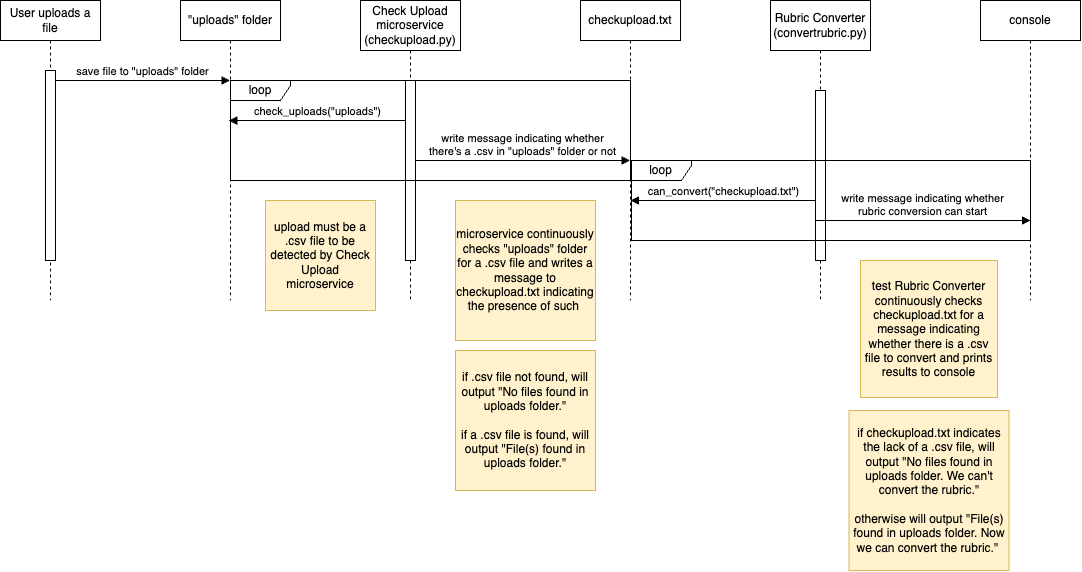 User uploads a
file
"uploads" folder
Check Upload
microservice
(checkupload.py)
checkupload.txt
Rubric Converter
(convertrubric.py)
console
save file to "uploads" folder
loop
check_uploads("uploads")
write message indicating whether
there's a .csv in "uploads" folder or not
loop
can_convert("checkupload.txt")
write message indicating whether
rubric conversion can start
upload must be a
.csv file to be
detected by Check
Upload
microservice
microservice continuously
checks "uploads" folder
for a .csv file and writes a
message to
checkupload.txt indicating
the presence of such
test Rubric Converter
continuously checks
checkupload.txt for a
message indicating
whether there is a .csv
file to convert and prints
results to console
if .csv file not found, will
output "No files found in
uploads folder."
if a .csv file is found, will
output "File(s) found in
uploads folder."
if checkupload.txt indicates
the lack of a .csv file, will
output "No files found in
uploads folder. We can't
convert the rubric."
otherwise will output "File(s)
found in uploads folder. Now
we can convert the rubric."